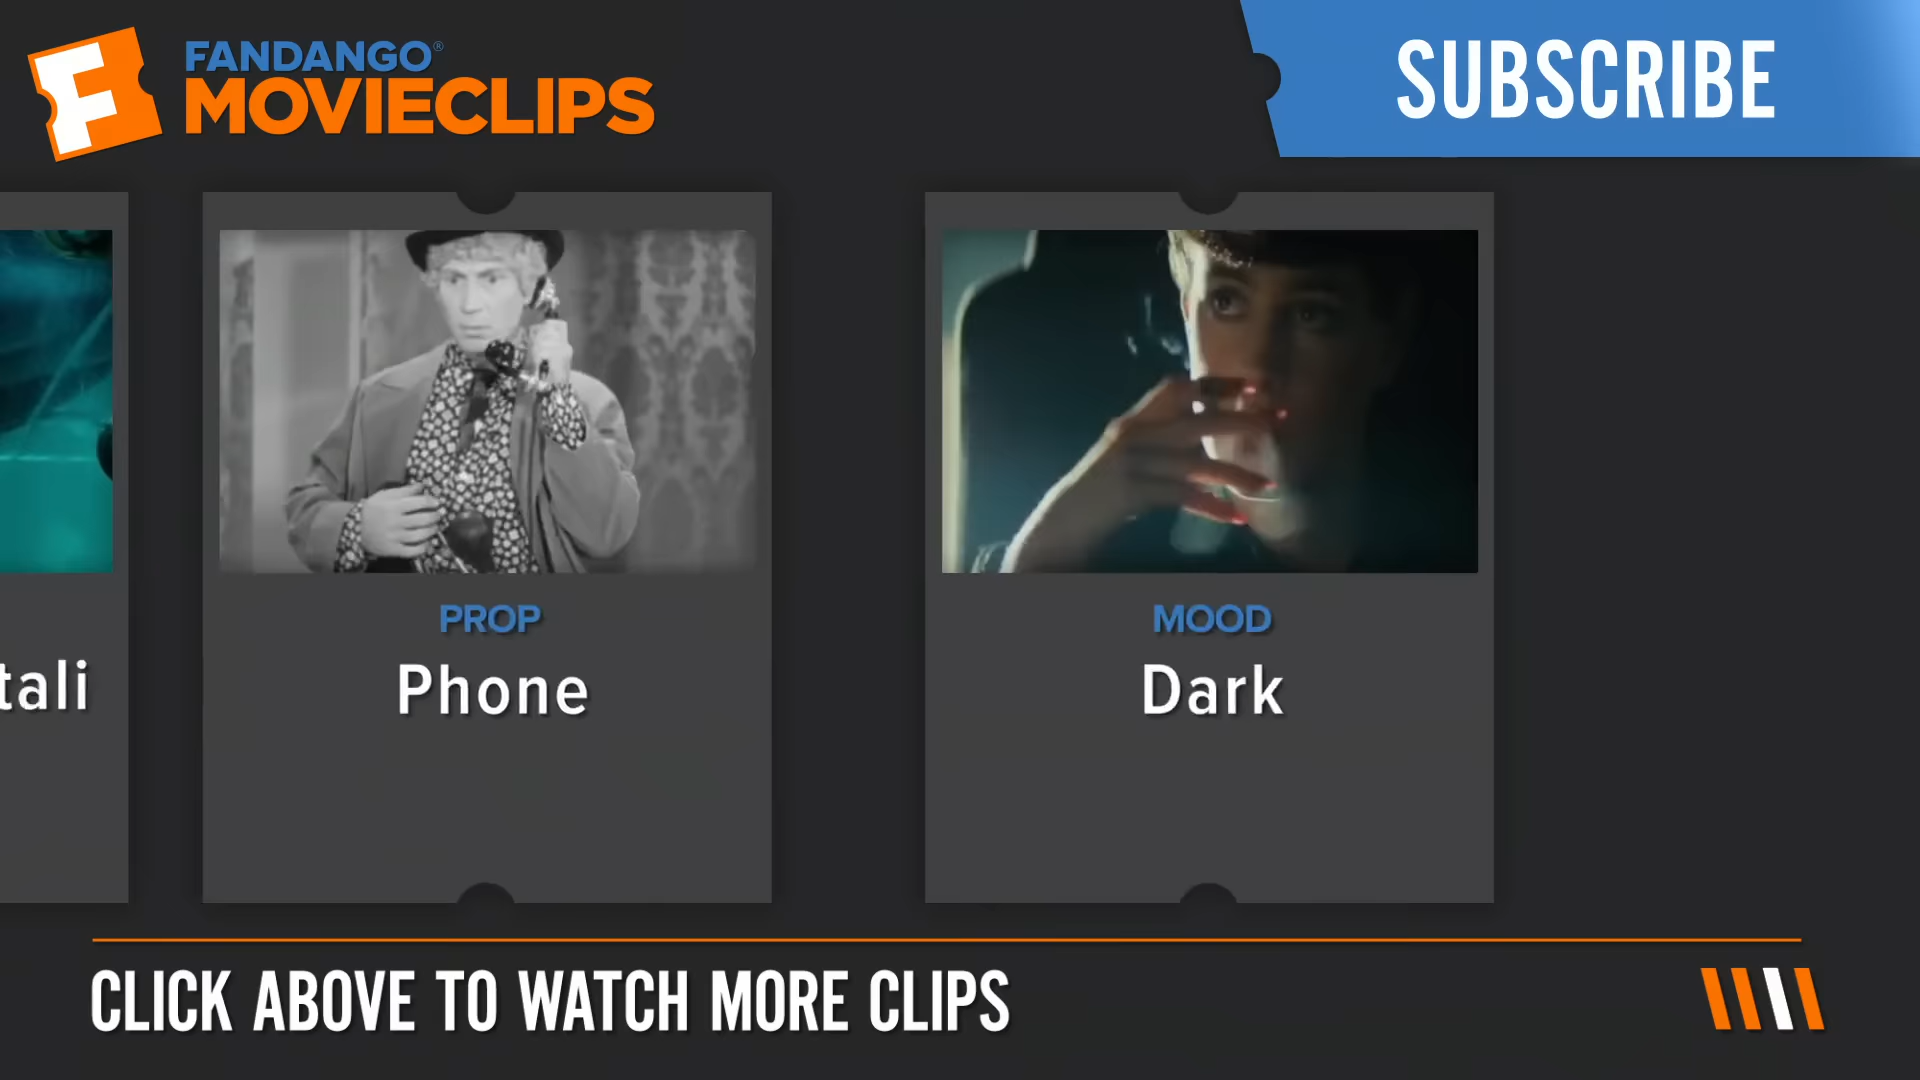 FANDANGO®
MOVIECLIPS
SUBSCRIBE
tali
PROP
Phone
MOOD
Dark
CLICK ABOVE TO WATCH MORE CLIPS